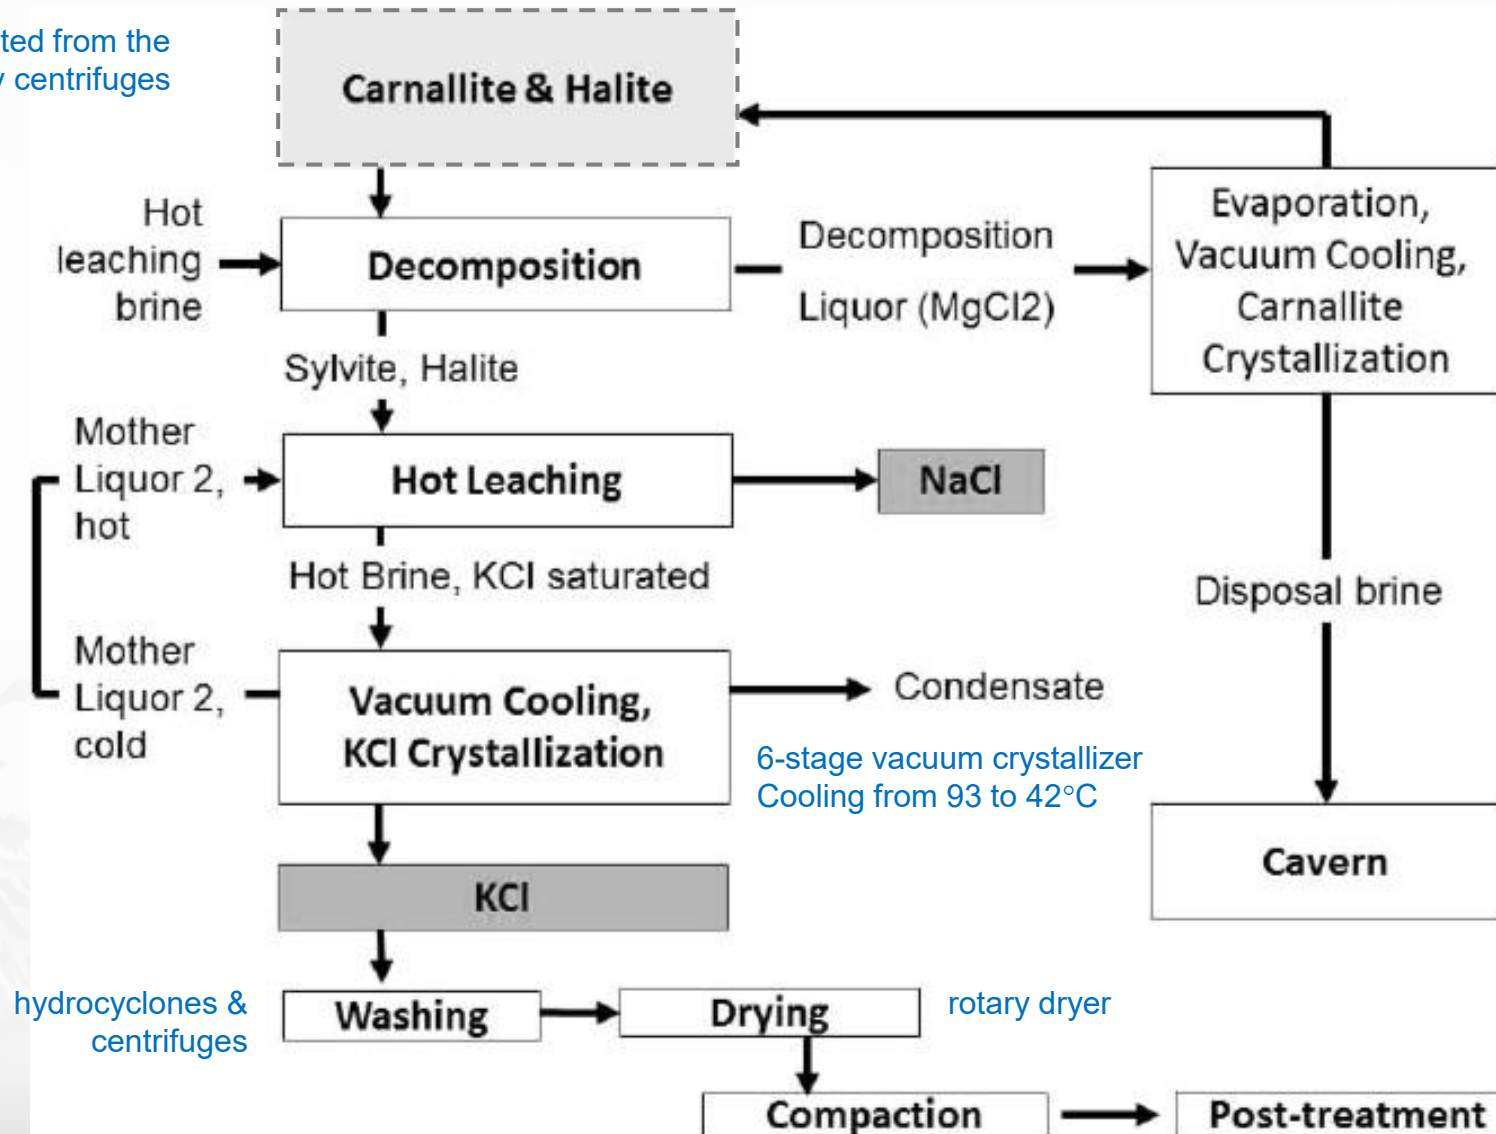 ted from the
centrifuges
Carnallite & Halite
Hot
leaching
brine
Decomposition
Decomposition
Liquor (MgCl2)
Evaporation,
Vacuum Cooling,
Carnallite
Crystallization
Sylvite, Halite
Mother
Liquor 2,
hot
Hot Leaching
NaCl
Hot Brine, KCl saturated
Disposal brine
Mother
Liquor 2,
cold
Vacuum Cooling,
KCl Crystallization
Condensate
6-stage vacuum crystallizer
Cooling from 93 to 42°C
Cavern
KCl
hydrocyclones &
centrifuges
Washing
Drying
rotary dryer
Compaction
Post-treatment